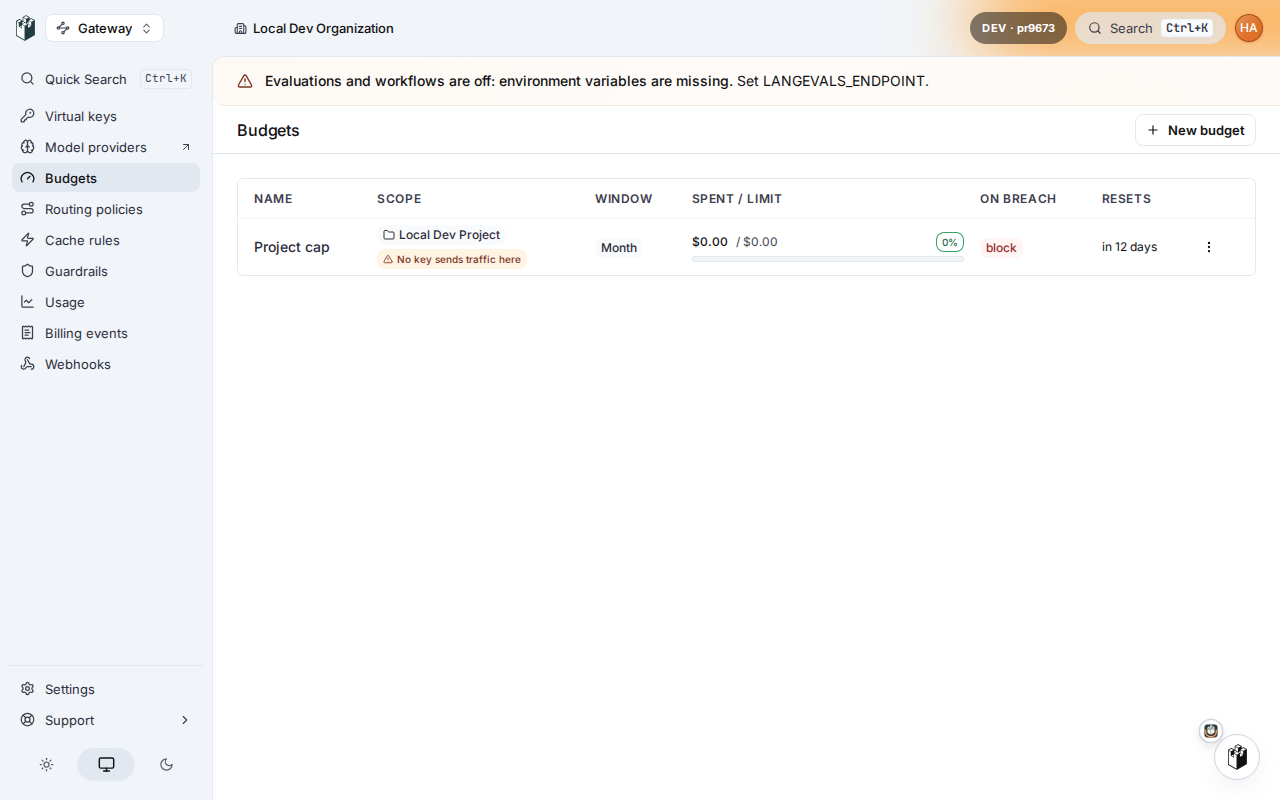 Gateway
Local Dev Organization
DEV · pr9673
Search Ctrl+K
HA
Quick Search Ctrl+K
Virtual keys
Model providers
Budgets
Routing policies
Cache rules
Guardrails
Usage
Billing events
Webhooks
Settings
Support
Evaluations and workflows are off: environment variables are missing. Set LANGEVALS_ENDPOINT.
Budgets
New budget
NAME SCOPE WINDOW SPENT / LIMIT ON BREACH RESETS
Project cap
Local Dev Project
No key sends traffic here
Month
$0.00 / $0.00
0%
block
in 12 days